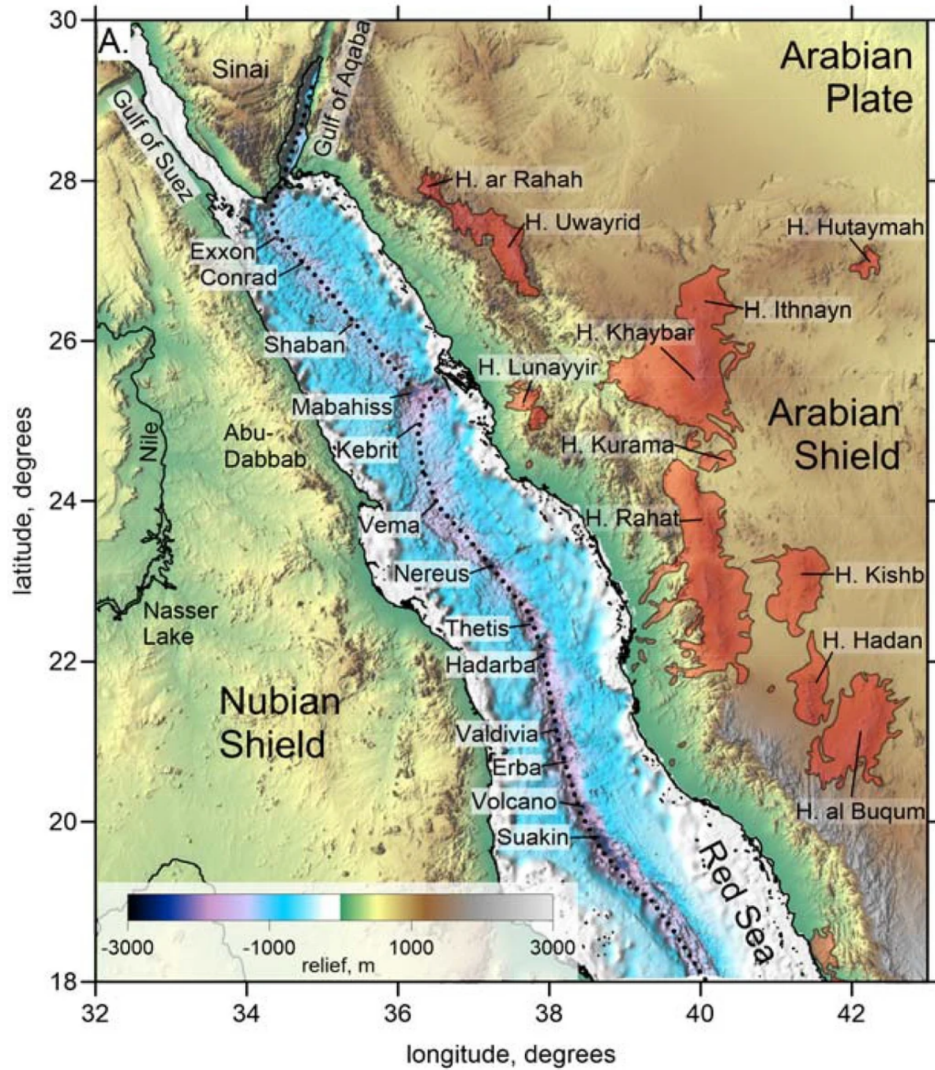 30
A.
Sinai
Gulf of Aqaba
Arabian
Plate
Gulf of Suez
28
H. ar Rahah
H. Uwayrid
H. Hutaymah
Exxon
Conrad
H. Ithnayn
H. Khaybar
26
Shaban
H. Lunayyir
Mabahiss
Arabian
Shield
Nile
Abu-
Dabbab
Kebrit
H. Kurama
24
Vema
H. Rahat
Nereus
H. Kishb
Nasser
Lake
Thetis
22
Hadarba
H. Hadan
Nubian
Shield
Valdivia
Erba
Volcano
H. al Buqum
20
Suakin
Red Sea
-3000
-1000
1000
3000
relief, m
18
32
34
36
38
40
42
latitude, degrees
longitude, degrees